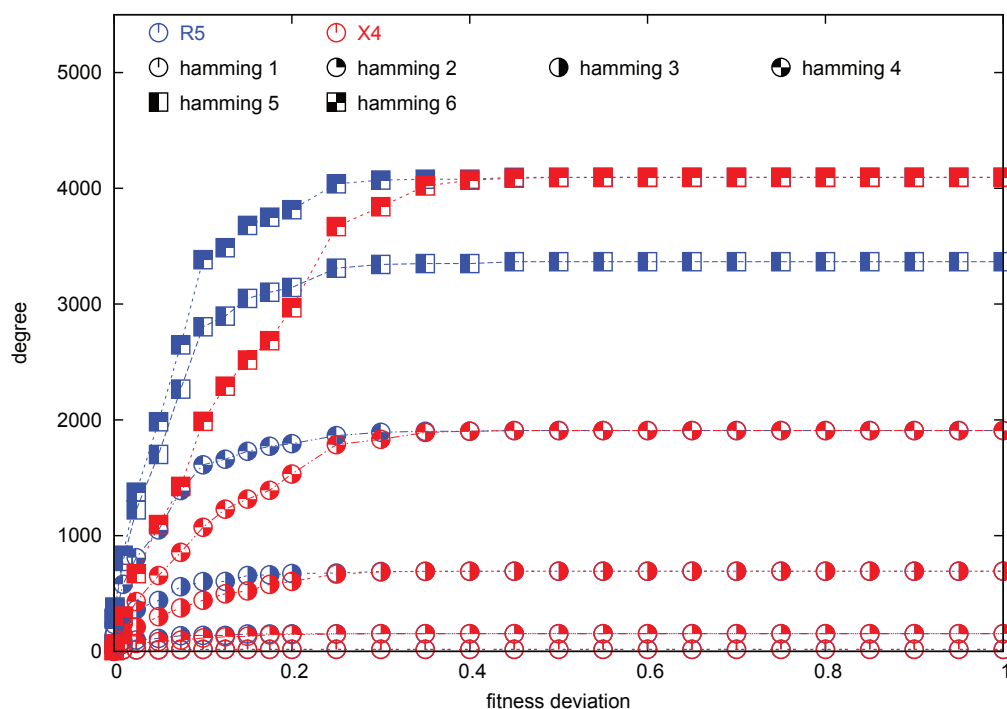 R5 X4
hamming 1 hamming 2 hamming 3 hamming 4
hamming 5 hamming 6
5000
4000
3000
2000
1000
0
degree
0 0.2 0.4 0.6 0.8 1
fitness deviation